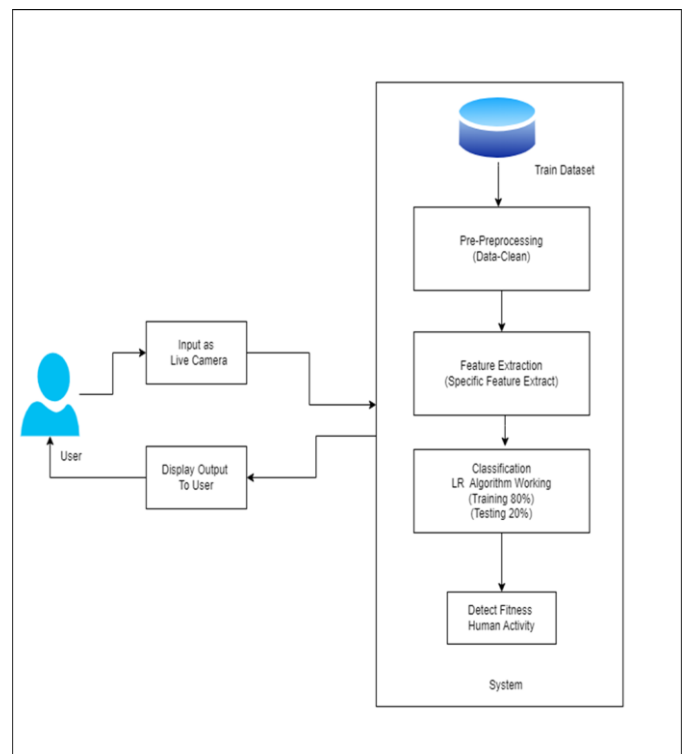 Train Dataset
Pre-Preprocessing
(Data-Clean)
Input as
Live Camera
Feature Extraction
(Specific Feature Extract)
User
Display Output
To User
Classification
LR Algorithm Working
(Training 80%)
(Testing 20%)
Detect Fitness
Human Activity
System